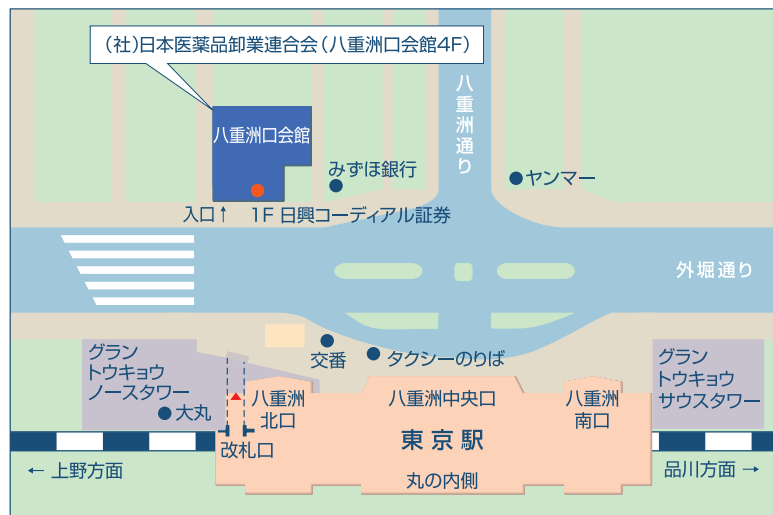 (社)日本医薬品卸業連合会(八重洲口会館4F)
八重洲通り
八重洲口会館
みずほ銀行
ヤンマー
入口↑
1F 日興コーディアル証券
外堀通り
グラン
トウキョウ
ノースタワー
大丸
交番
タクシーのりば
グラン
トウキョウ
サウスタワー
八重洲
北口
八重洲中央口
八重洲
南口
改札口
東京駅
丸の内側
← 上野方面
品川方面 →